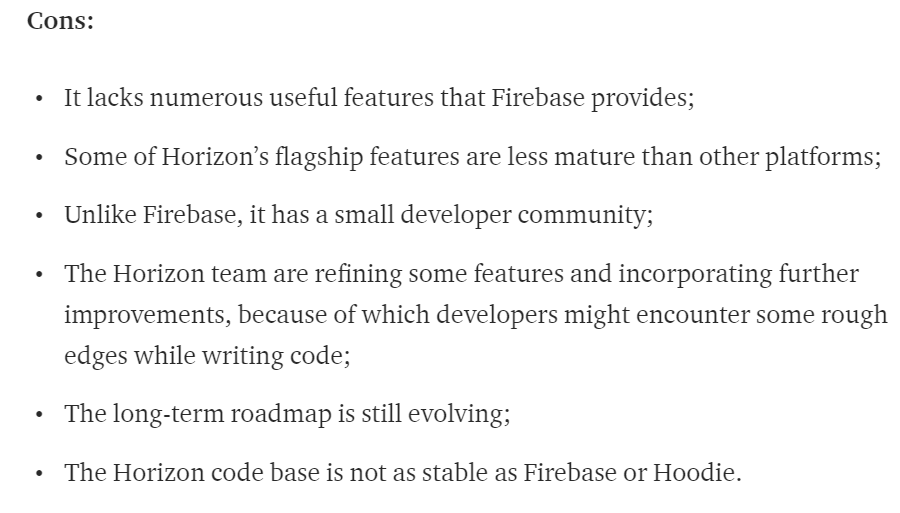 Cons:
• It lacks numerous useful features that Firebase provides;
• Some of Horizon’s flagship features are less mature than other platforms;
• Unlike Firebase, it has a small developer community;
• The Horizon team are refining some features and incorporating further
improvements, because of which developers might encounter some rough
edges while writing code;
• The long-term roadmap is still evolving;
• The Horizon code base is not as stable as Firebase or Hoodie.